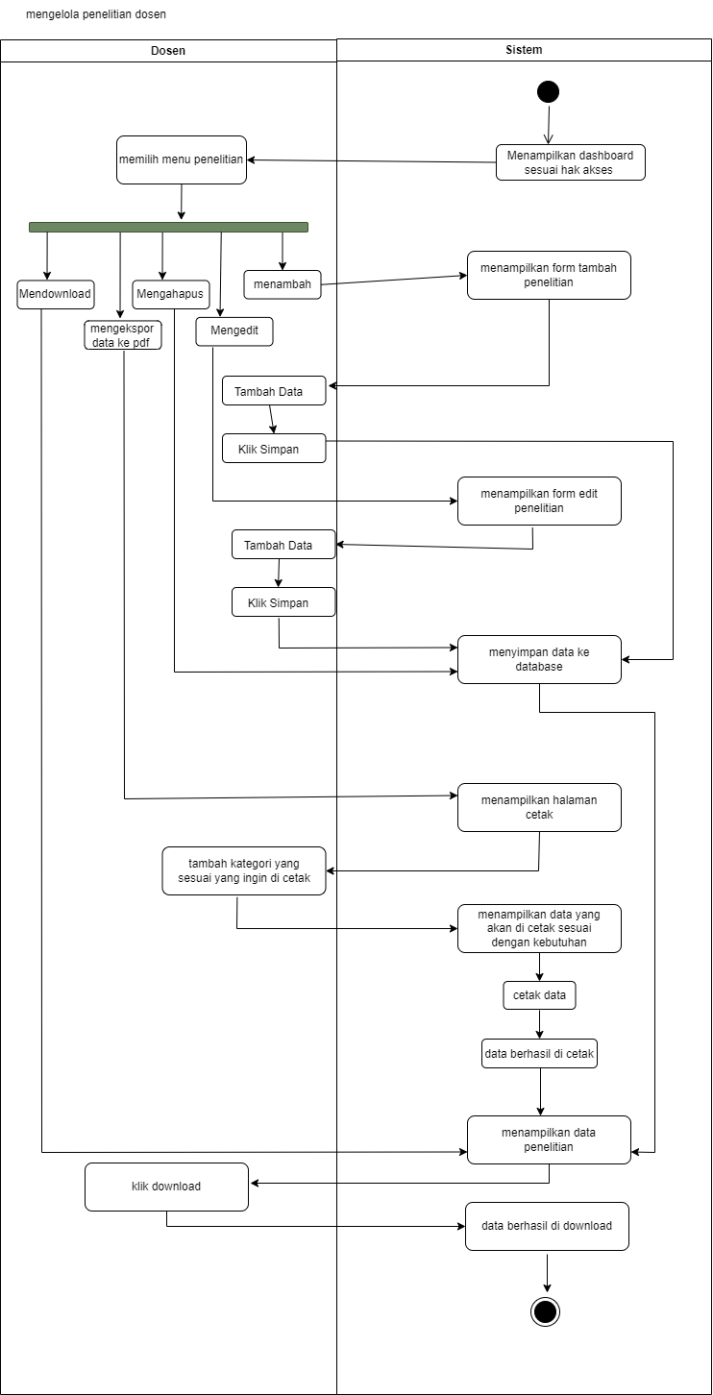 mengelola penelitian dosen
Dosen
Sistem
Menampilkan dashboard
sesuai hak akses
memilih menu penelitian
menampilkan form tambah
penelitian
menambah
Mendownload
Mengahapus
mengekspor
data ke pdf
Mengedit
Tambah Data
Klik Simpan
menampilkan form edit
penelitian
Tambah Data
Klik Simpan
menyimpan data ke
database
menampilkan halaman
cetak
tambah kategori yang
sesuai yang ingin di cetak
menampilkan data yang
akan di cetak sesuai
dengan kebutuhan
cetak data
data berhasil di cetak
menampilkan data
penelitian
klik download
data berhasil di download